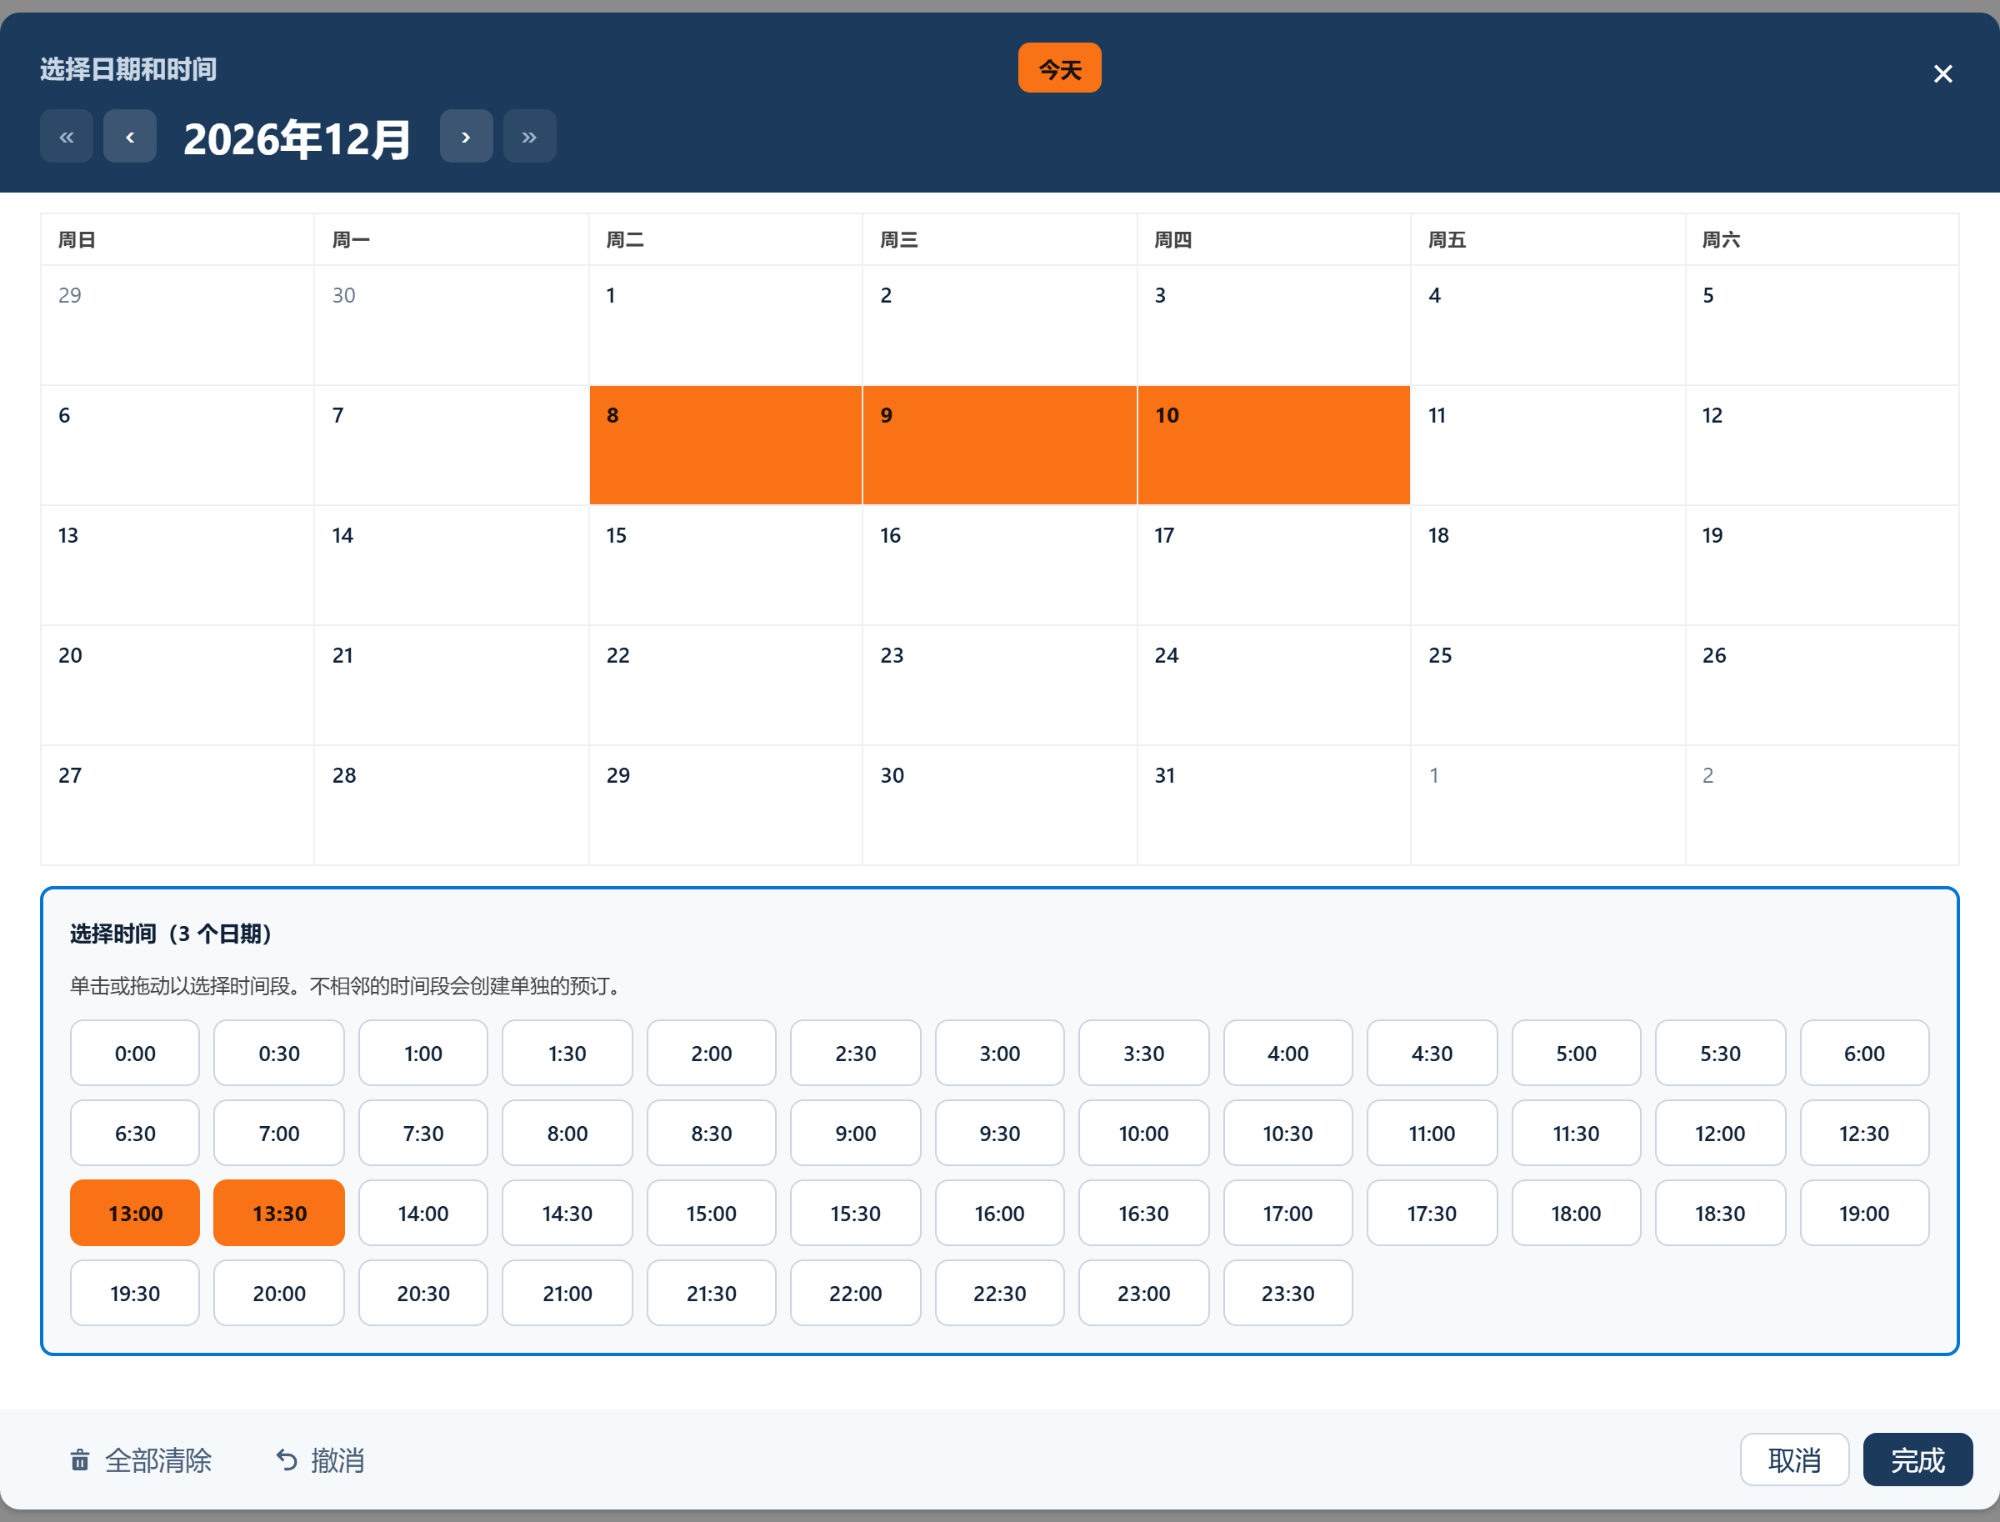 选择日期和时间
今天
×
« ‹ 2026年12月 › »
周日 周一 周二 周三 周四 周五 周六
29 30 1 2 3 4 5
6 7 8 9 10 11 12
13 14 15 16 17 18 19
20 21 22 23 24 25 26
27 28 29 30 31 1 2
选择时间（3 个日期）
单击或拖动以选择时间段。不相邻的时间段会创建单独的预订。
0:00 0:30 1:00 1:30 2:00 2:30 3:00 3:30 4:00 4:30 5:00 5:30 6:00
6:30 7:00 7:30 8:00 8:30 9:00 9:30 10:00 10:30 11:00 11:30 12:00 12:30
13:00 13:30 14:00 14:30 15:00 15:30 16:00 16:30 17:00 17:30 18:00 18:30 19:00
19:30 20:00 20:30 21:00 21:30 22:00 22:30 23:00 23:30
全部清除 撤消 取消 完成